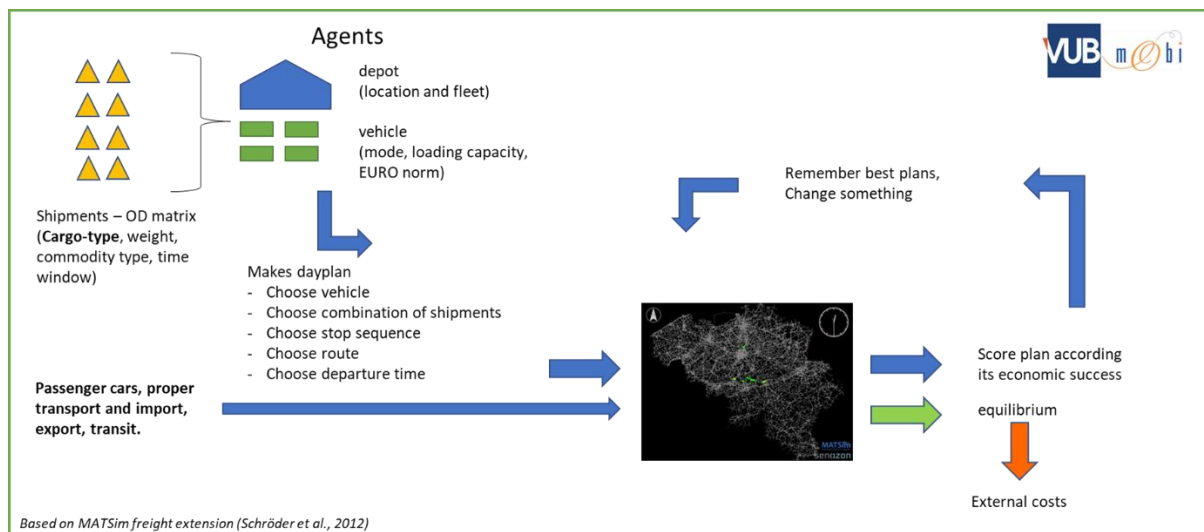 Agents
VUB mobi
depot
(location and fleet)
vehicle
(mode, loading capacity,
EURO norm)
Shipments – OD matrix
(Cargo-type, weight,
commodity type, time
window)
Makes dayplan
- Choose vehicle
- Choose combination of shipments
- Choose stop sequence
- Choose route
- Choose departure time
Passenger cars, proper
transport and import,
export, transit.
Remember best plans,
Change something
MATSim
senozon
Score plan according
its economic success
equilibrium
External costs
Based on MATSim freight extension (Schröder et al., 2012)